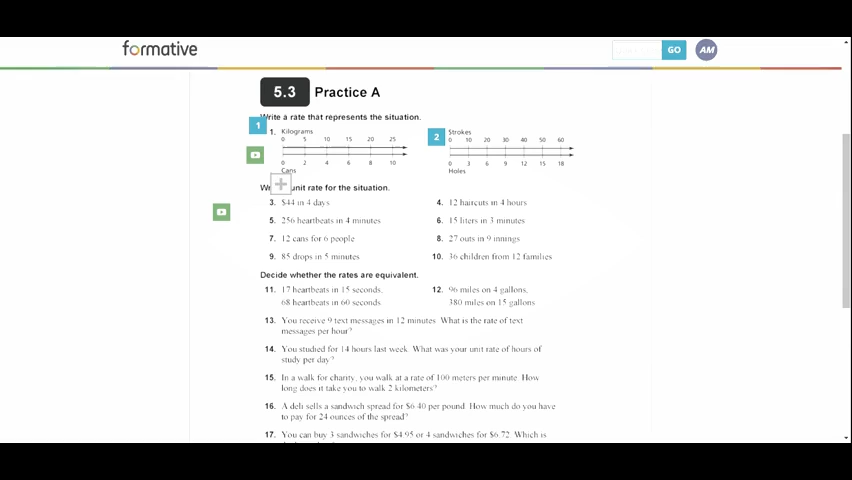 formative
GO
AM
5.3 Practice A
Write a rate that represents the situation.
1
1. Kilograms
0 5 10 15 20 25
0 2 4 6 8 10
Cans
2
Strokes
0 10 20 30 40 50 60
0 3 6 9 12 15 18
Holes
unit rate for the situation.
3. $44 in 4 days
4. 12 haircuts in 4 hours
5. 256 heartbeats in 4 minutes
6. 15 liters in 3 minutes
7. 12 cans for 6 people
8. 27 outs in 9 innings
9. 85 drops in 5 minutes
10. 36 children from 12 families
Decide whether the rates are equivalent.
11. 17 heartbeats in 15 seconds,
68 heartbeats in 60 seconds
12. 96 miles on 4 gallons,
380 miles on 15 gallons
13. You receive 9 text messages in 12 minutes. What is the rate of text
messages per hour?
14. You studied for 14 hours last week. What was your unit rate of hours of
study per day?
15. In a walk for charity, you walk at a rate of 100 meters per minute. How
long does it take you to walk 2 kilometers?
16. A deli sells a sandwich spread for $6.40 per pound. How much do you have
to pay for 24 ounces of the spread?
17. You can buy 3 sandwiches for $4.95 or 4 sandwiches for $6.72. Which is